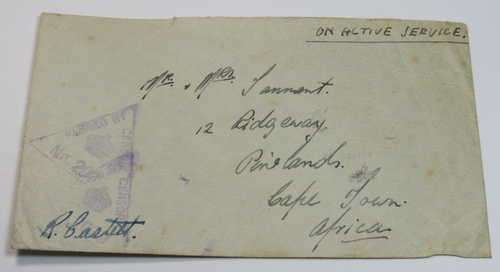 ON ACTIVE SERVICE.
Mr. & Mrs. Tannant.
12 Ridgeway,
Pinelands.
Cape Town.
Africa